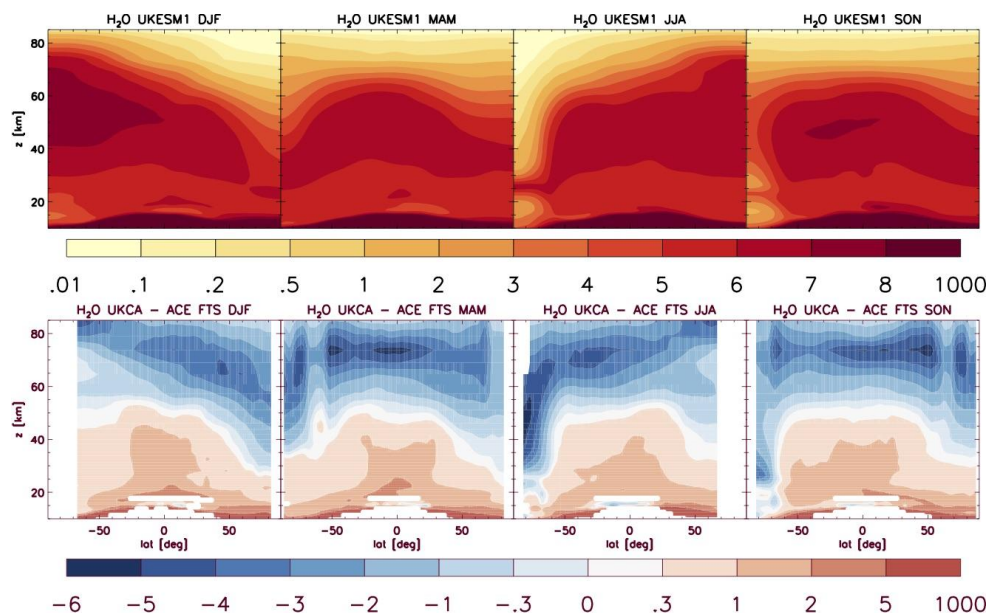 H₂O UKESM1 DJF H₂O UKESM1 MAM H₂O UKESM1 JJA H₂O UKESM1 SON
80
60
z [km]
40
20
.01 .1 .2 .5 1 2 3 4 5 6 7 8 1000
H₂O UKCA – ACE FTS DJF H₂O UKCA – ACE FTS MAM H₂O UKCA – ACE FTS JJA H₂O UKCA – ACE FTS SON
80
60
z [km]
40
20
−50 0 50 −50 0 50 −50 0 50 −50 0 50
lat [deg] lat [deg] lat [deg] lat [deg]
−6 −5 −4 −3 −2 −1 −.3 0 .3 1 2 5 1000